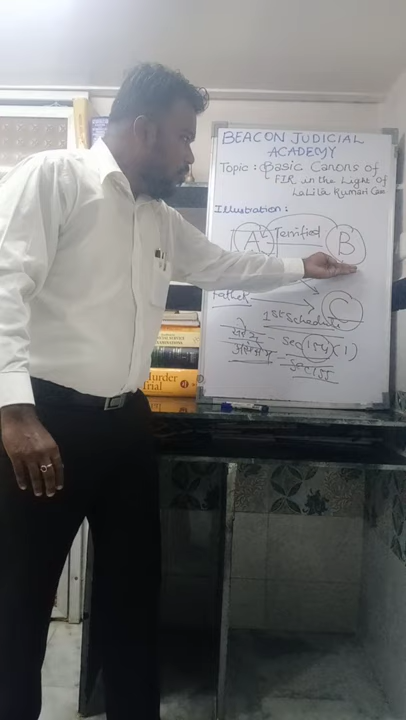 BEACON JUDICIAL
ACADEMY
Topic : Basic Canons of
FIR in the Light of
Lalita Kumari Case
Illustration :
A Terrified B
Father C
1st Schedule
संज्ञेय - Sec 154 (1)
असंज्ञेय - Sec 155
Murder
Trial